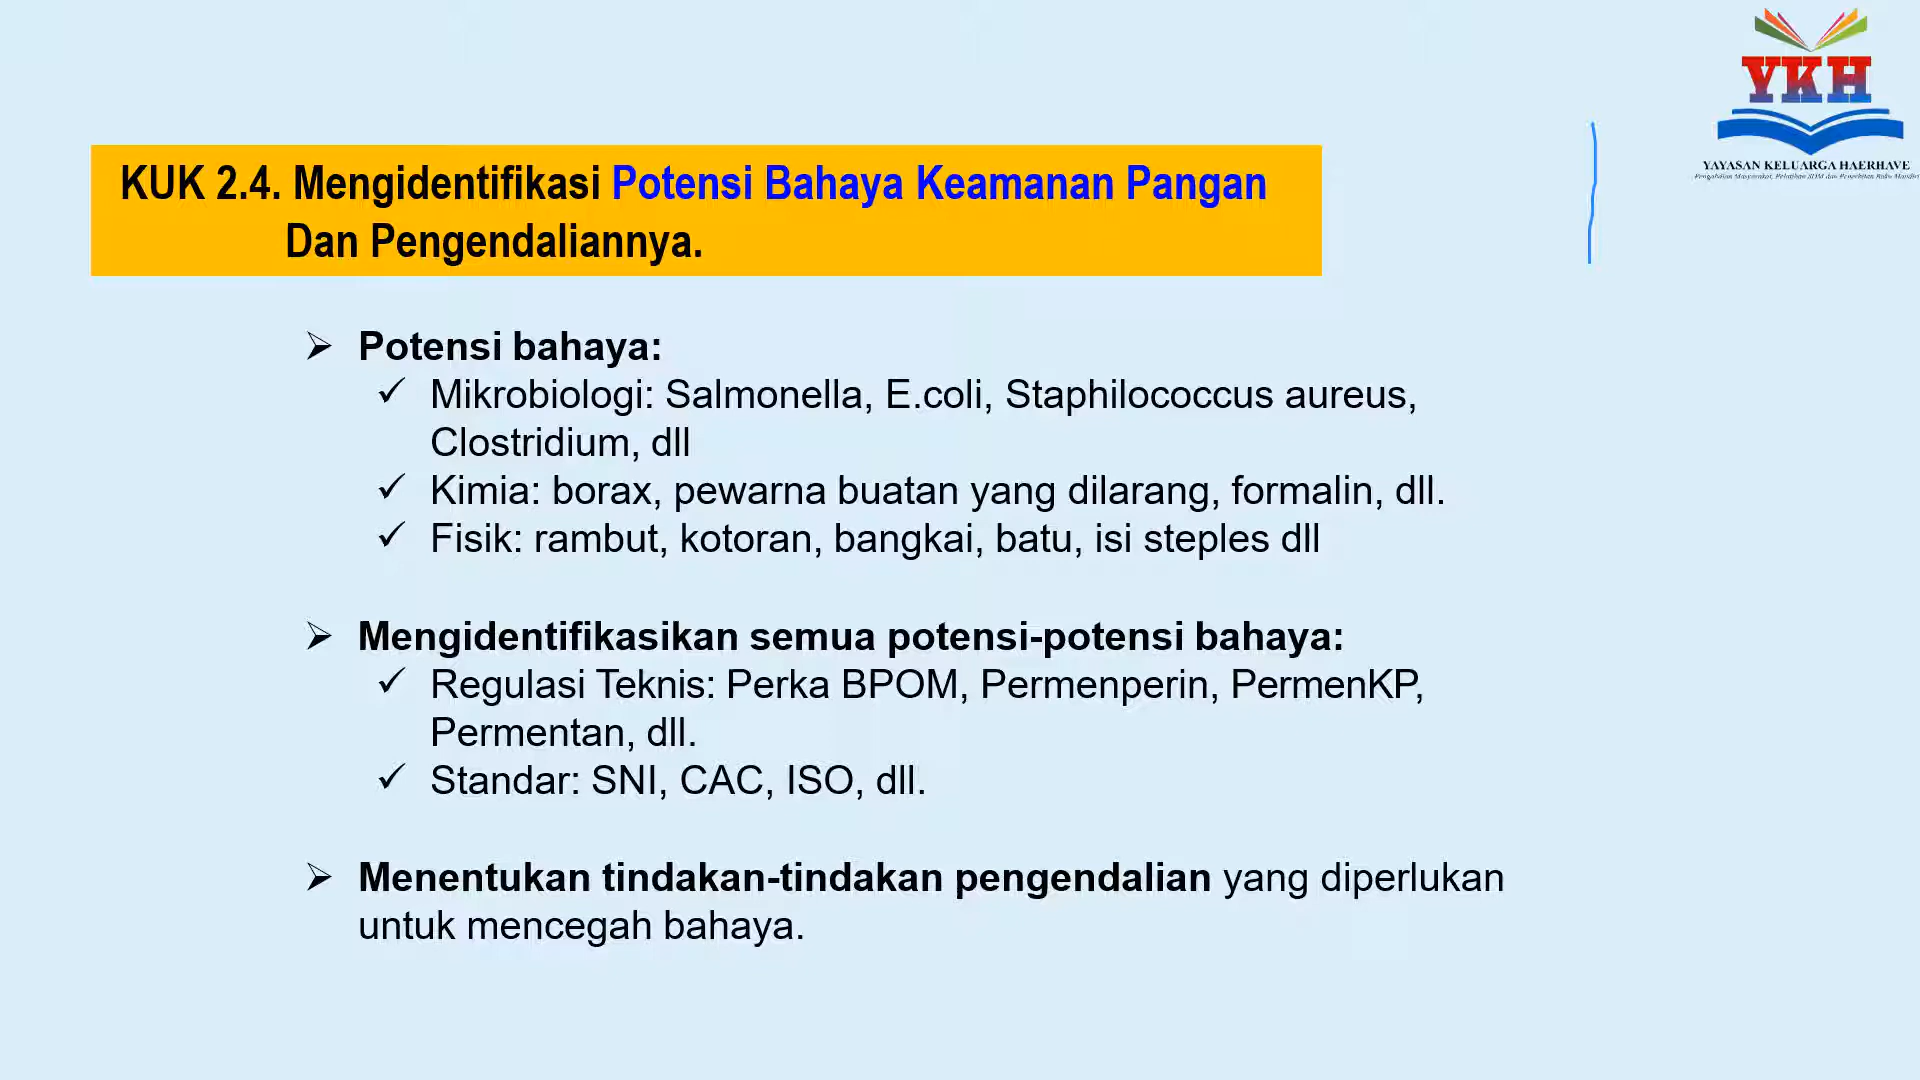 YKH
YAYASAN KELUARGA HAERHAVE
KUK 2.4. Mengidentifikasi Potensi Bahaya Keamanan Pangan
Dan Pengendaliannya.
➢ Potensi bahaya:
✓ Mikrobiologi: Salmonella, E.coli, Staphilococcus aureus,
Clostridium, dll
✓ Kimia: borax, pewarna buatan yang dilarang, formalin, dll.
✓ Fisik: rambut, kotoran, bangkai, batu, isi steples dll
➢ Mengidentifikasikan semua potensi-potensi bahaya:
✓ Regulasi Teknis: Perka BPOM, Permenperin, PermenKP,
Permentan, dll.
✓ Standar: SNI, CAC, ISO, dll.
➢ Menentukan tindakan-tindakan pengendalian yang diperlukan
untuk mencegah bahaya.